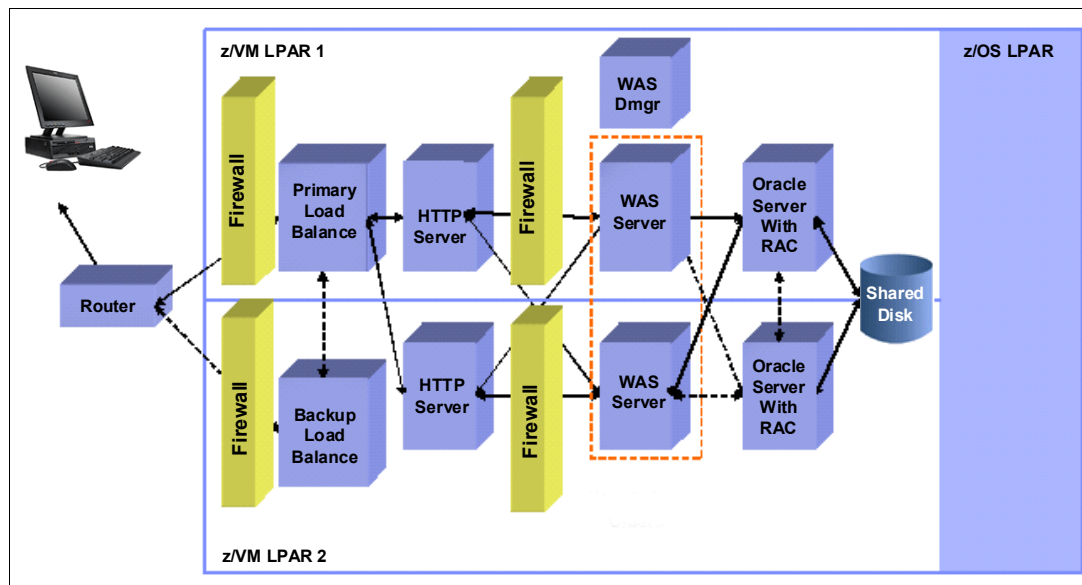 z/VM LPAR 1
z/OS LPAR
WAS
Dmgr
Firewall
Primary
Load
Balance
HTTP
Server
Firewall
WAS
Server
Oracle
Server
With
RAC
Router
Shared
Disk
Firewall
Backup
Load
Balance
HTTP
Server
Firewall
WAS
Server
Oracle
Server
With
RAC
z/VM LPAR 2